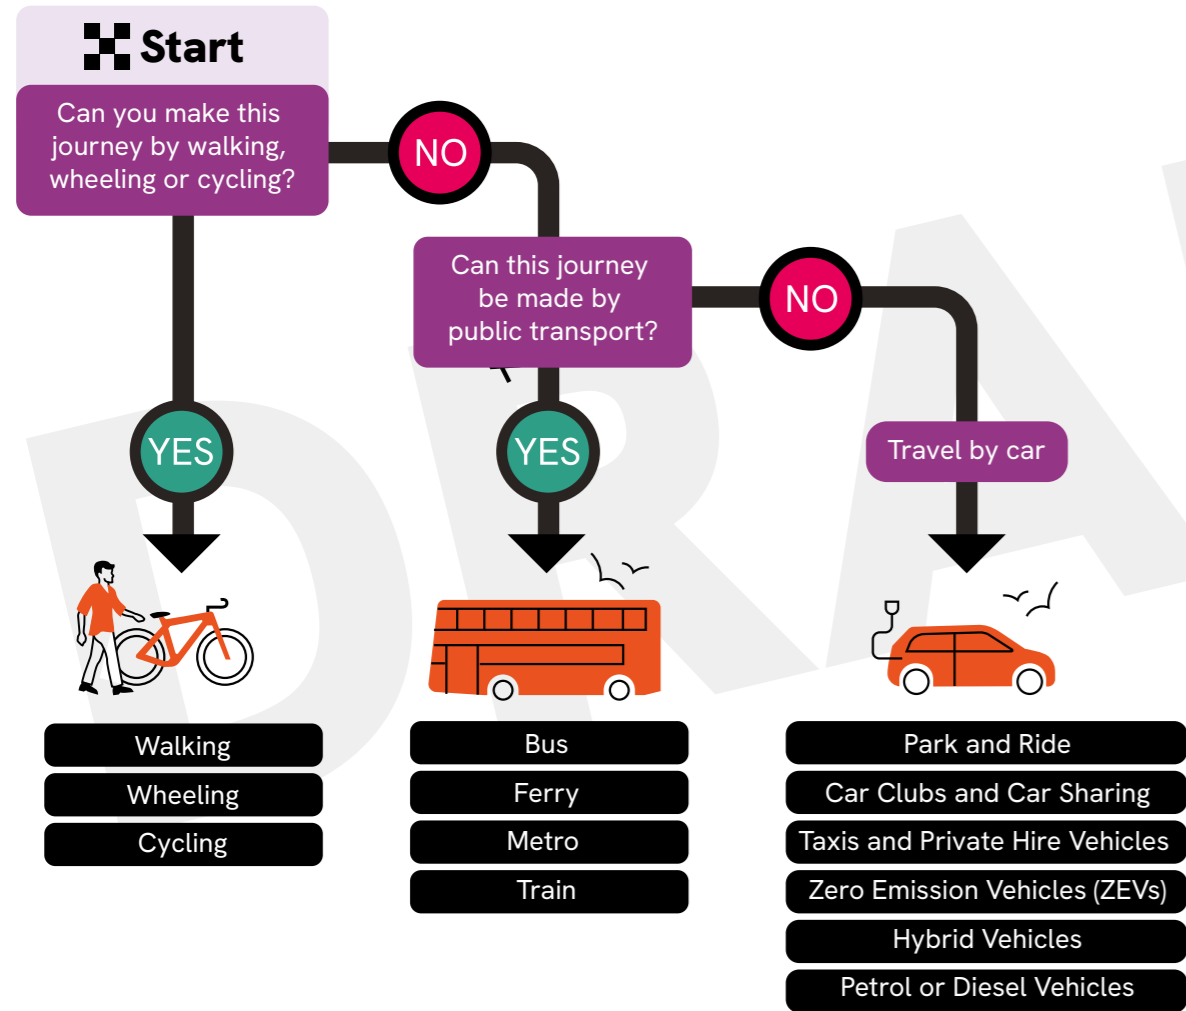 Start
Can you make this
journey by walking,
wheeling or cycling?
NO
Can this journey
be made by
public transport?
NO
YES
YES
Travel by car
Walking
Wheeling
Cycling
Bus
Ferry
Metro
Train
Park and Ride
Car Clubs and Car Sharing
Taxis and Private Hire Vehicles
Zero Emission Vehicles (ZEVs)
Hybrid Vehicles
Petrol or Diesel Vehicles
DRA